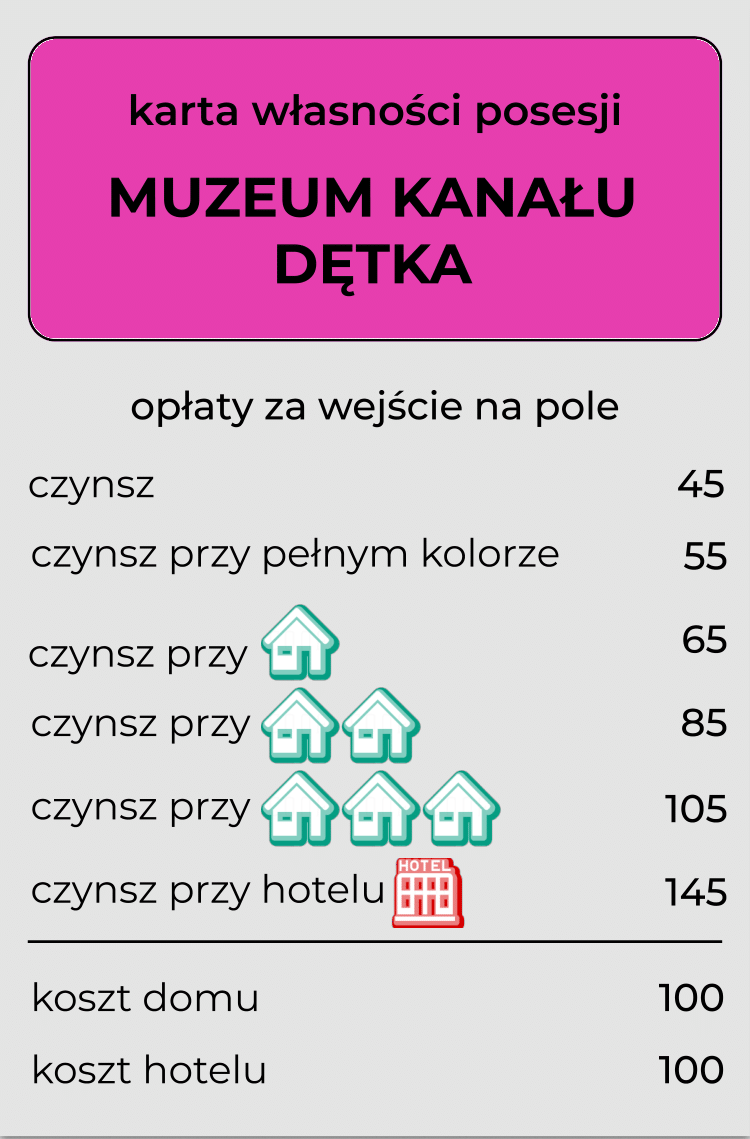 karta własności posesji
MUZEUM KANAŁU
DĘTKA
opłaty za wejście na pole
czynsz 45
czynsz przy pełnym kolorze 55
czynsz przy 65
czynsz przy 85
czynsz przy 105
czynsz przy hotelu HOTEL 145
koszt domu 100
koszt hotelu 100